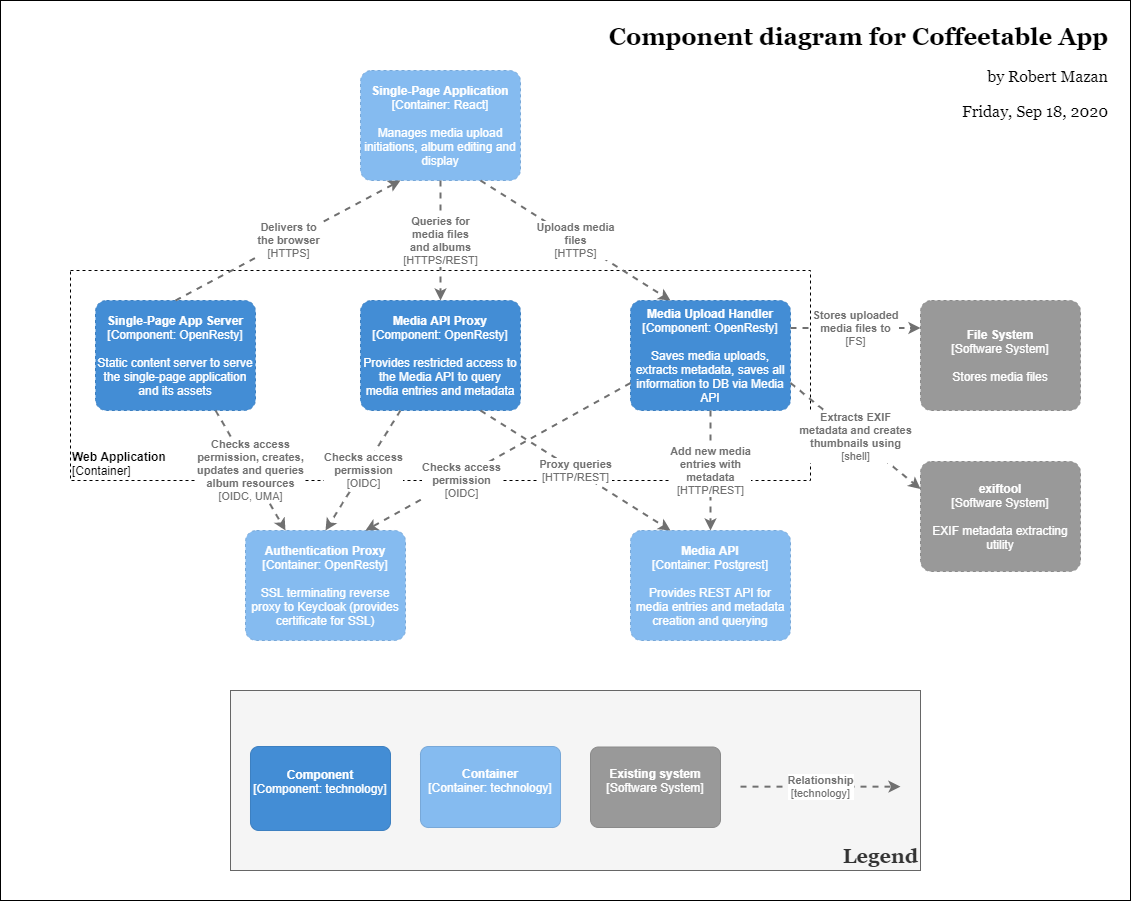 Component diagram for Coffeetable App
by Robert Mazan
Friday, Sep 18, 2020
Single-Page Application
[Container: React]
Manages media upload
initiations, album editing and
display
Delivers to
the browser
[HTTPS]
Queries for
media files
and albums
[HTTPS/REST]
Uploads media
files
[HTTPS]
Single-Page App Server
[Component: OpenResty]
Static content server to serve
the single-page application
and its assets
Media API Proxy
[Component: OpenResty]
Provides restricted access to
the Media API to query
media entries and metadata
Media Upload Handler
[Component: OpenResty]
Saves media uploads,
extracts metadata, saves all
information to DB via Media
API
Stores uploaded
media files to
[FS]
File System
[Software System]
Stores media files
Web Application
[Container]
Checks access
permission, creates,
updates and queries
album resources
[OIDC, UMA]
Checks access
permission
[OIDC]
Checks access
permission
[OIDC]
Proxy queries
[HTTP/REST]
Add new media
entries with
metadata
[HTTP/REST]
Extracts EXIF
metadata and creates
thumbnails using
[shell]
exiftool
[Software System]
EXIF metadata extracting
utility
Authentication Proxy
[Container: OpenResty]
SSL terminating reverse
proxy to Keycloak (provides
certificate for SSL)
Media API
[Container: Postgrest]
Provides REST API for
media entries and metadata
creation and querying
Component
[Component: technology]
Container
[Container: technology]
Existing system
[Software System]
Relationship
[technology]
Legend